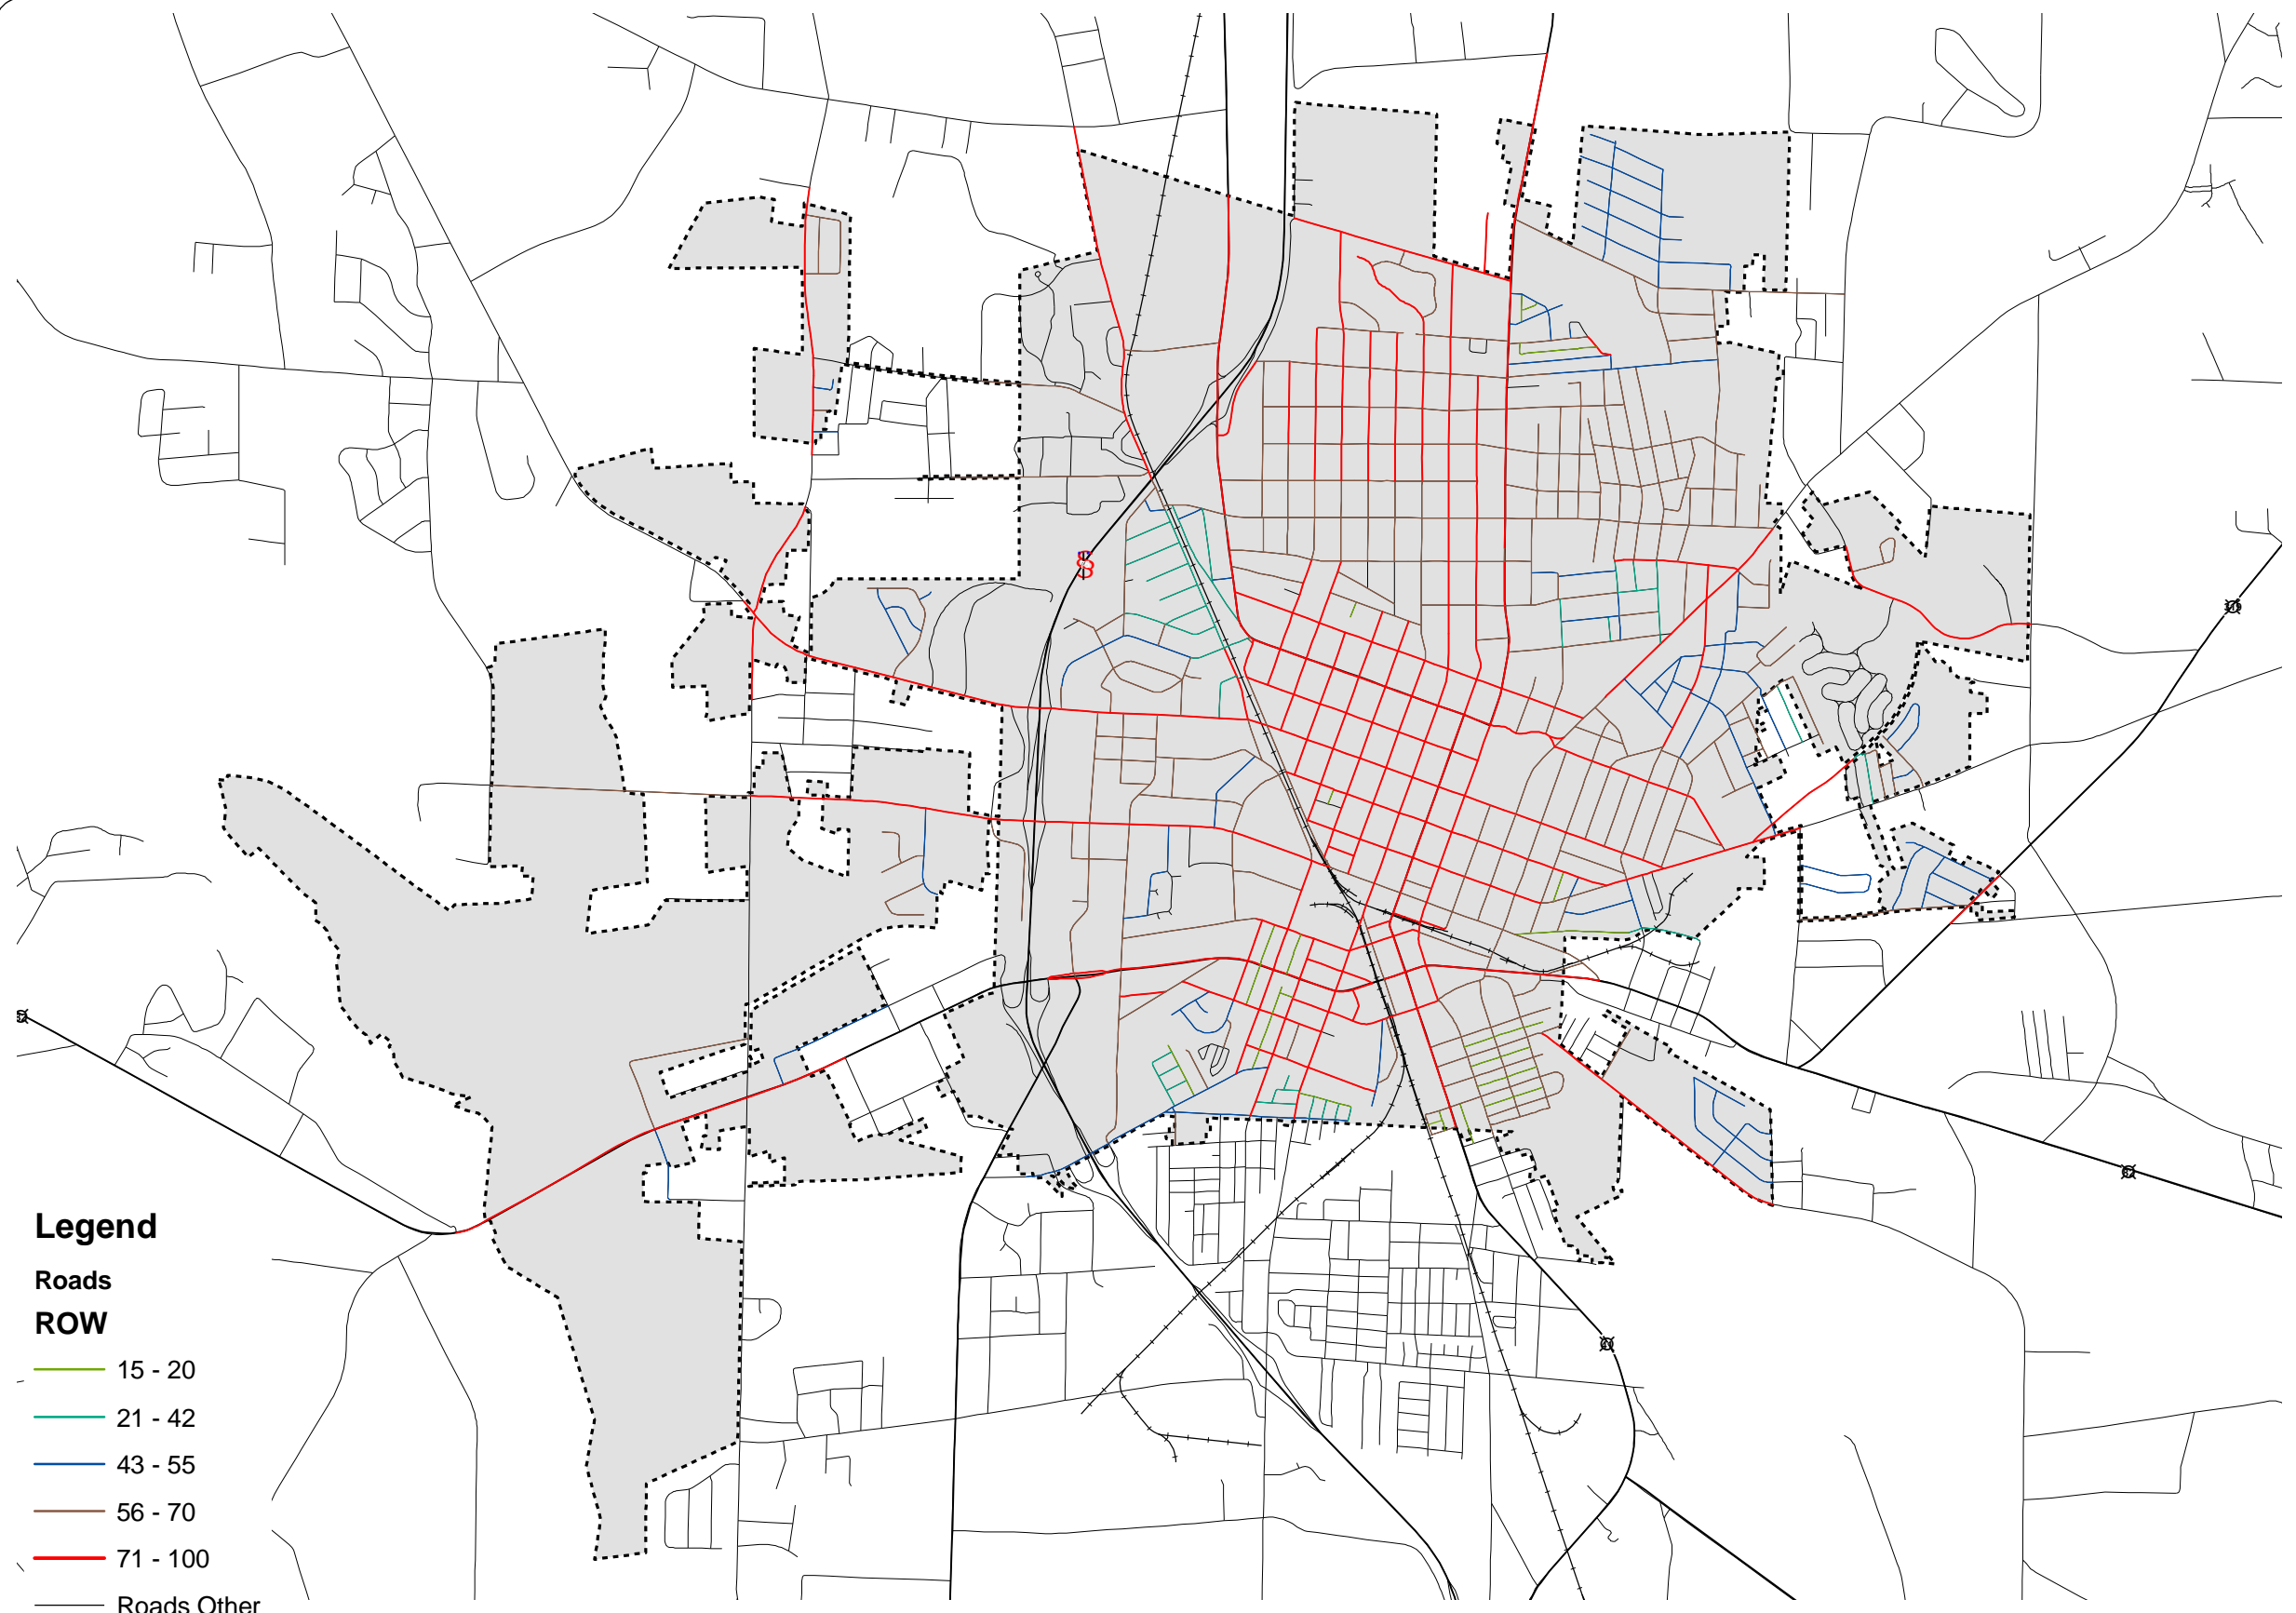 Legend
Roads
ROW
15 - 20
21 - 42
43 - 55
56 - 70
71 - 100
Roads Other